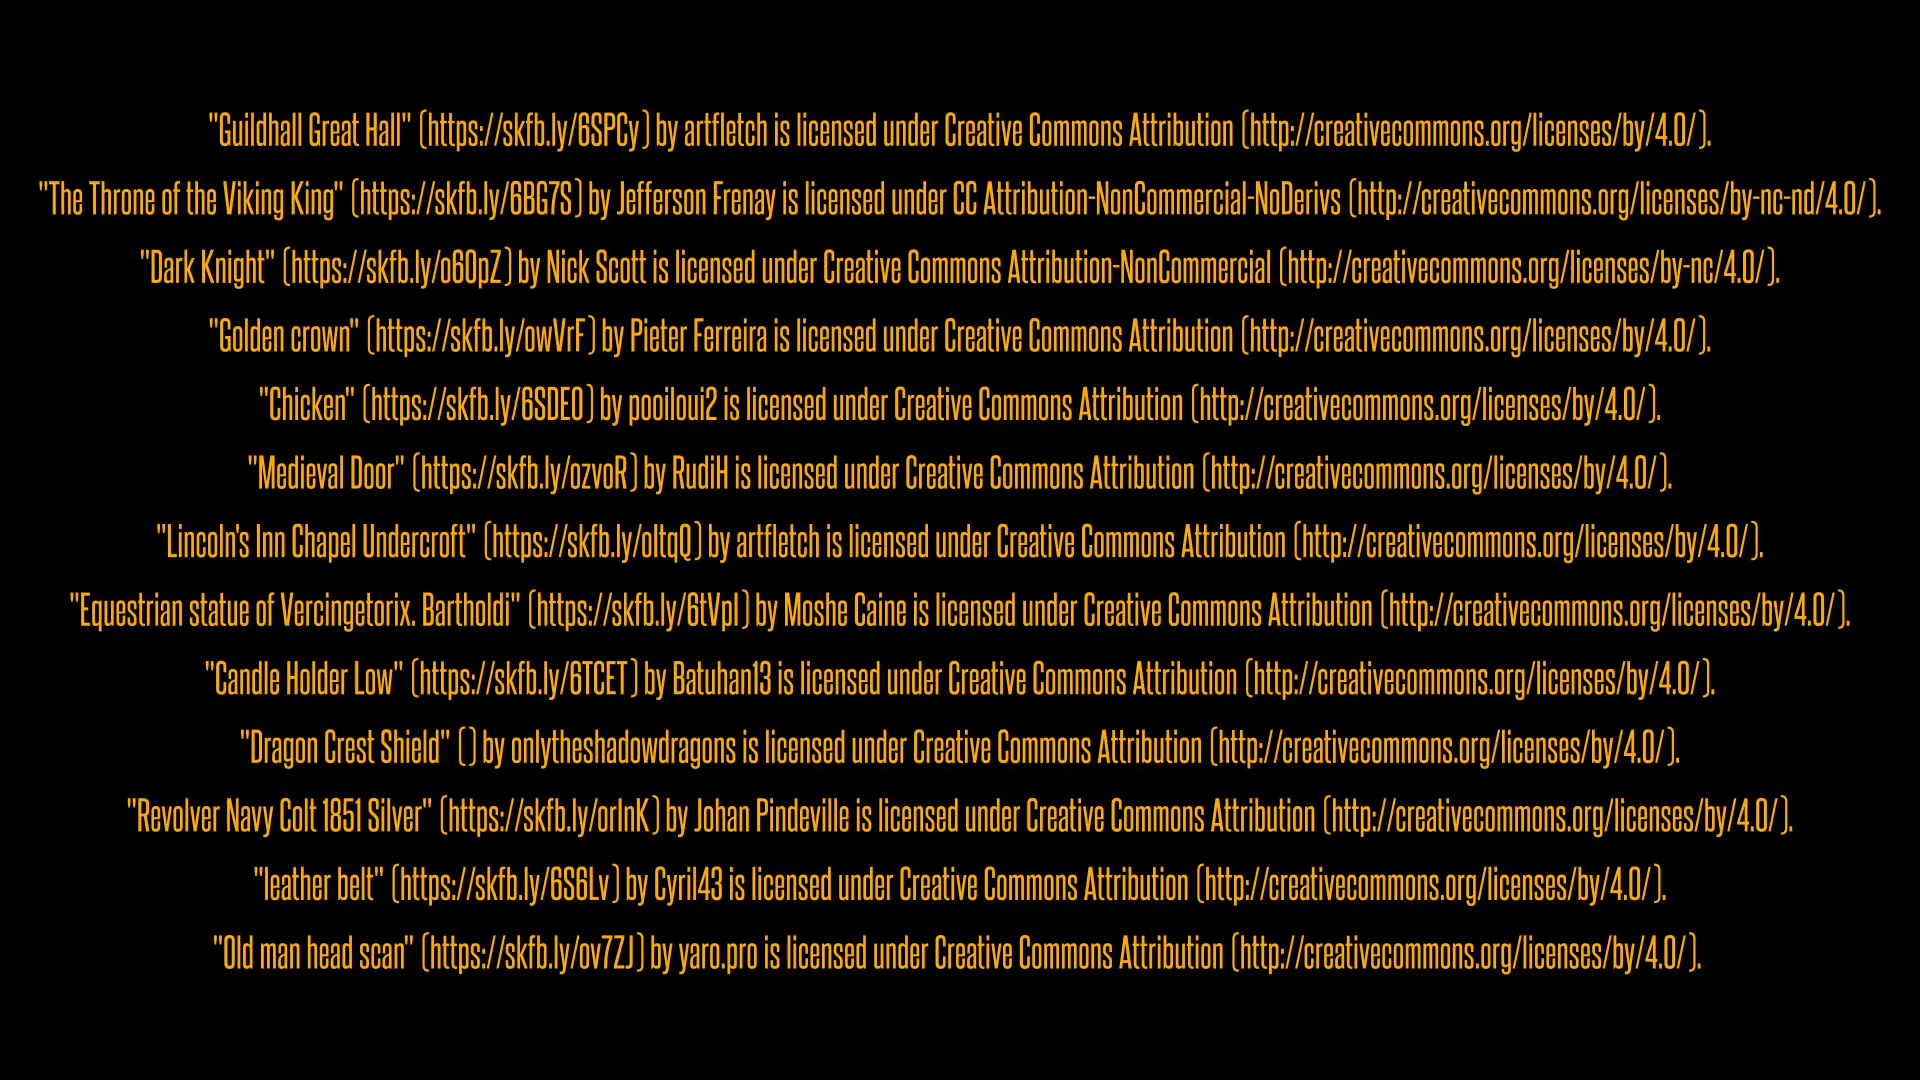 "Guildhall Great Hall" (https://skfb.ly/6SPCy) by artfletch is licensed under Creative Commons Attribution (http://creativecommons.org/licenses/by/4.0/).
"The Throne of the Viking King" (https://skfb.ly/6BG7S) by Jefferson Frenay is licensed under CC Attribution-NonCommercial-NoDerivs (http://creativecommons.org/licenses/by-nc-nd/4.0/).
"Dark Knight" (https://skfb.ly/o6OpZ) by Nick Scott is licensed under Creative Commons Attribution-NonCommercial (http://creativecommons.org/licenses/by-nc/4.0/).
"Golden crown" (https://skfb.ly/owVrF) by Pieter Ferreira is licensed under Creative Commons Attribution (http://creativecommons.org/licenses/by/4.0/).
"Chicken" (https://skfb.ly/6SDEO) by pooiloui2 is licensed under Creative Commons Attribution (http://creativecommons.org/licenses/by/4.0/).
"Medieval Door" (https://skfb.ly/ozvoR) by RudiH is licensed under Creative Commons Attribution (http://creativecommons.org/licenses/by/4.0/).
"Lincoln's Inn Chapel Undercroft" (https://skfb.ly/oItqQ) by artfletch is licensed under Creative Commons Attribution (http://creativecommons.org/licenses/by/4.0/).
"Equestrian statue of Vercingetorix. Bartholdi" (https://skfb.ly/6tVpI) by Moshe Caine is licensed under Creative Commons Attribution (http://creativecommons.org/licenses/by/4.0/).
"Candle Holder Low" (https://skfb.ly/6TCET) by Batuhan13 is licensed under Creative Commons Attribution (http://creativecommons.org/licenses/by/4.0/).
"Dragon Crest Shield" () by onlytheshadowdragons is licensed under Creative Commons Attribution (http://creativecommons.org/licenses/by/4.0/).
"Revolver Navy Colt 1851 Silver" (https://skfb.ly/orInK) by Johan Pindeville is licensed under Creative Commons Attribution (http://creativecommons.org/licenses/by/4.0/).
"leather belt" (https://skfb.ly/6S6Lv) by Cyril43 is licensed under Creative Commons Attribution (http://creativecommons.org/licenses/by/4.0/).
"Old man head scan" (https://skfb.ly/ov7ZJ) by yaro.pro is licensed under Creative Commons Attribution (http://creativecommons.org/licenses/by/4.0/).